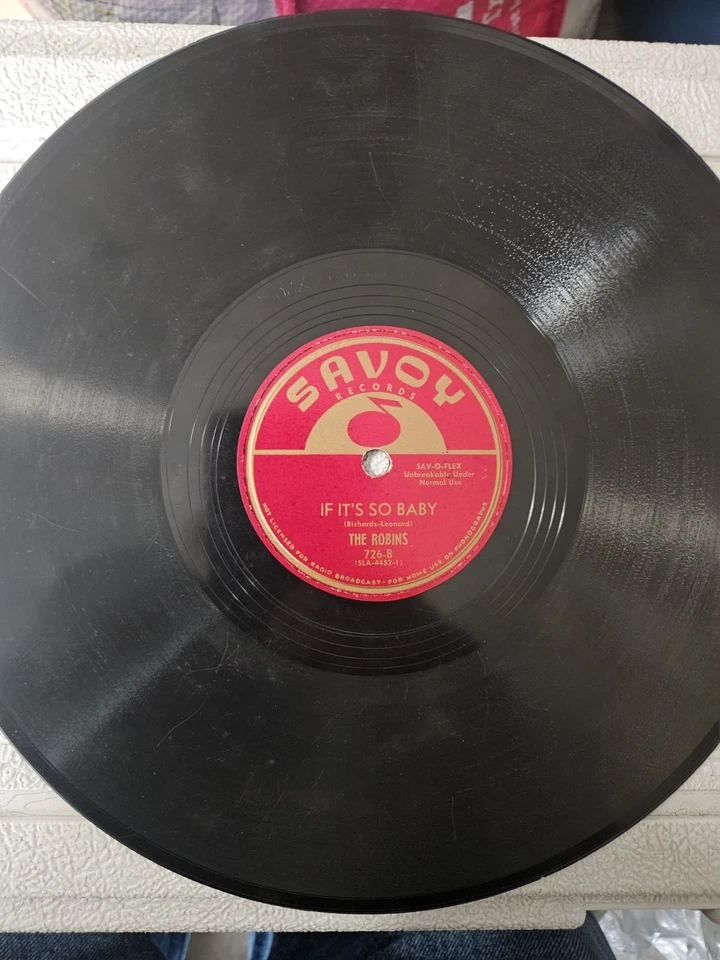 SAVOY
RECORDS
SAV-O-FLEX
Unbreakable Under
Normal Use
IF IT'S SO BABY
(Richards-Leonard)
THE ROBINS
726-B
(SLA-4452-1)
NOT LICENSED FOR RADIO BROADCAST - FOR HOME USE ON PHONOGRAPHS